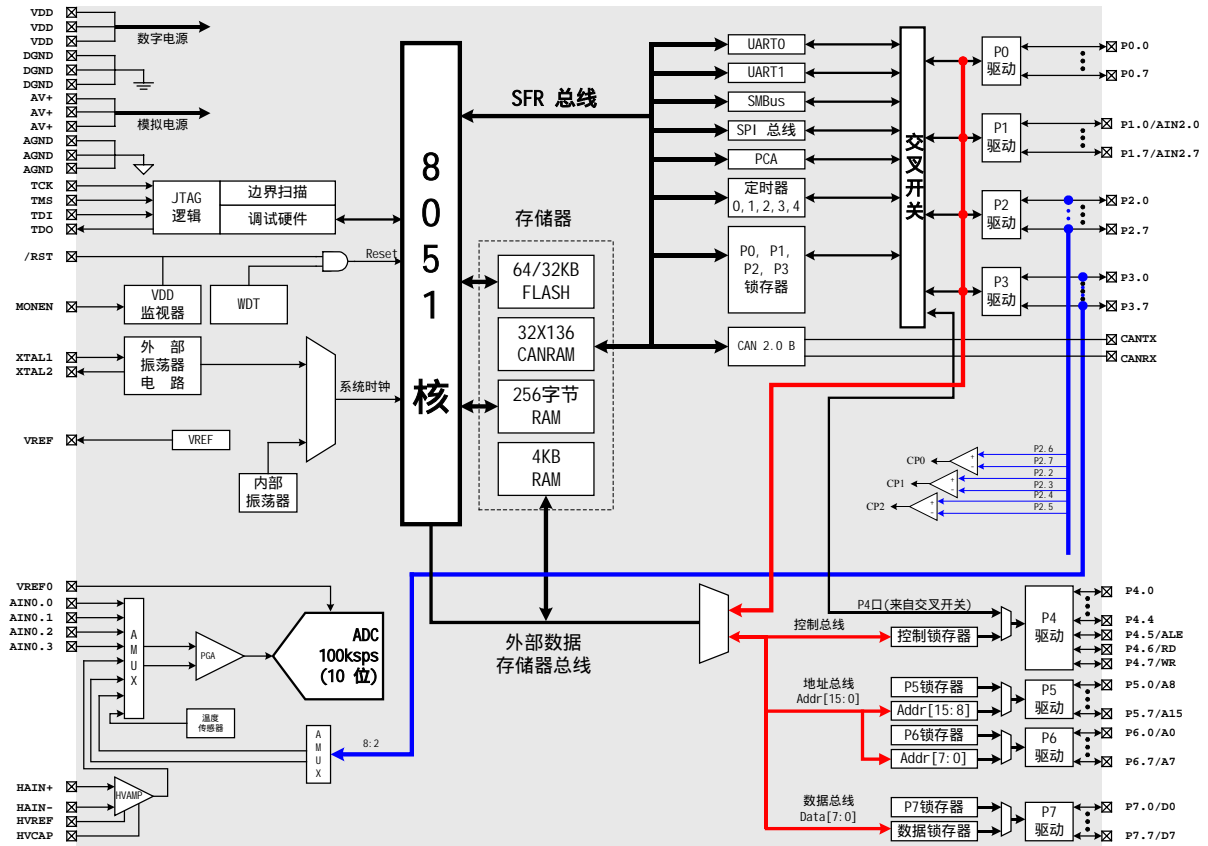 VDD
VDD
VDD
DGND
DGND
DGND
AV+
AV+
AV+
AGND
AGND
AGND
TCK
TMS
TDI
TDO
/RST
MONEN
XTAL1
XTAL2
VREF
VREF0
AIN0.0
AIN0.1
AIN0.2
AIN0.3
HAIN+
HAIN-
HVREF
HVCAP
数字电源
模拟电源
JTAG
逻辑
边界扫描
调试硬件
Reset
VDD
监视器
WDT
外 部
振荡器
电 路
系统时钟
VREF
内部
振荡器
8
0
5
1
核
SFR 总线
存储器
64/32KB
FLASH
32X136
CANRAM
256字节
RAM
4KB
RAM
外部数据
存储器总线
UART0
UART1
SMBus
SPI 总线
PCA
定时器
0,1,2,3,4
P0, P1,
P2, P3
锁存器
CAN 2.0 B
交
叉
开
关
P0
驱动
P1
驱动
P2
驱动
P3
驱动
P0.0
P0.7
P1.0/AIN2.0
P1.7/AIN2.7
P2.0
P2.7
P3.0
P3.7
CANTX
CANRX
CP0
+
-
P2.6
P2.7
CP1
+
-
P2.2
P2.3
CP2
+
-
P2.4
P2.5
A
M
U
X
PGA
ADC
100ksps
(10 位)
温度
传感器
A
M
U
X
8:2
HVAMP
P4口(来自交叉开关)
控制总线
控制锁存器
P4
驱动
地址总线
Addr[15:0]
P5锁存器
Addr[15:8]
P5
驱动
P6锁存器
Addr[7:0]
P6
驱动
数据总线
Data[7:0]
P7锁存器
数据锁存器
P7
驱动
P4.0
P4.4
P4.5/ALE
P4.6/RD
P4.7/WR
P5.0/A8
P5.7/A15
P6.0/A0
P6.7/A7
P7.0/D0
P7.7/D7